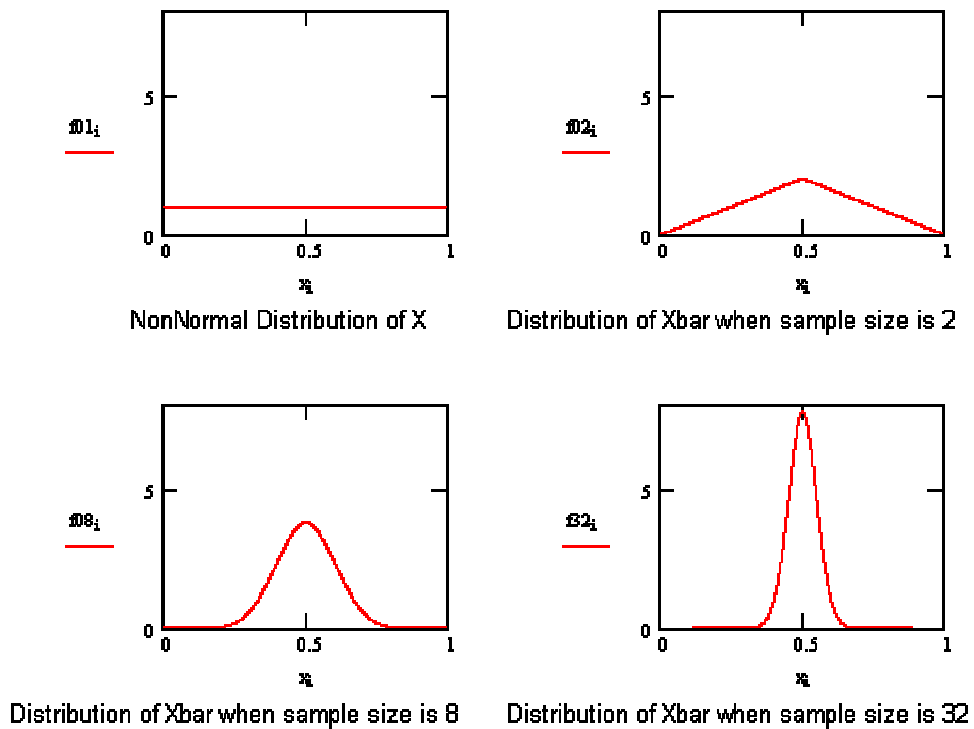 5
f01i
0
0 0.5 1
xi
NonNormal Distribution of X
5
f02i
0
0 0.5 1
xi
Distribution of Xbar when sample size is 2
5
f08i
0
0 0.5 1
xi
Distribution of Xbar when sample size is 8
5
f32i
0
0 0.5 1
xi
Distribution of Xbar when sample size is 32